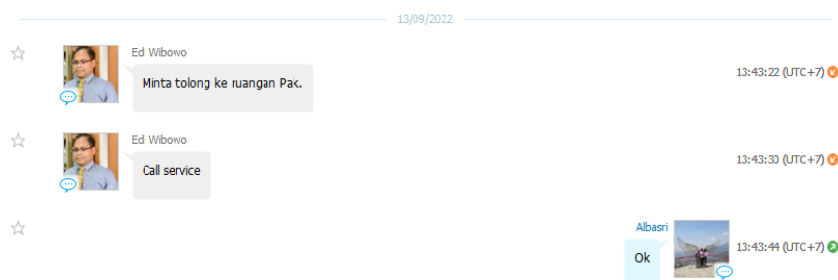 13/09/2022
Ed Wibowo
Minta tolong ke ruangan Pak.
13:43:22 (UTC+7)
Ed Wibowo
Call service
13:43:30 (UTC+7)
Albasri
Ok
13:43:44 (UTC+7)